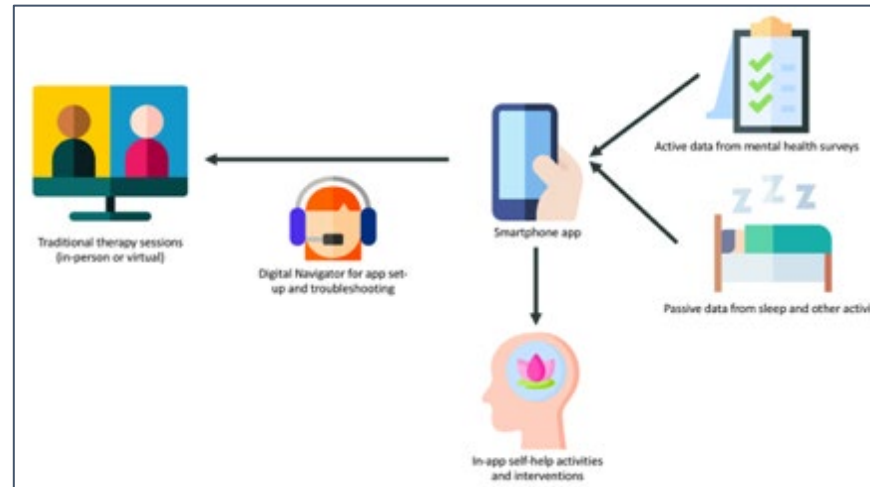 Active data from mental health surveys
Traditional therapy sessions
(in-person or virtual)
Smartphone app
Digital Navigator for app set-
up and troubleshooting
Z Z Z
Passive data from sleep and other activi
In-app self-help activities
and interventions